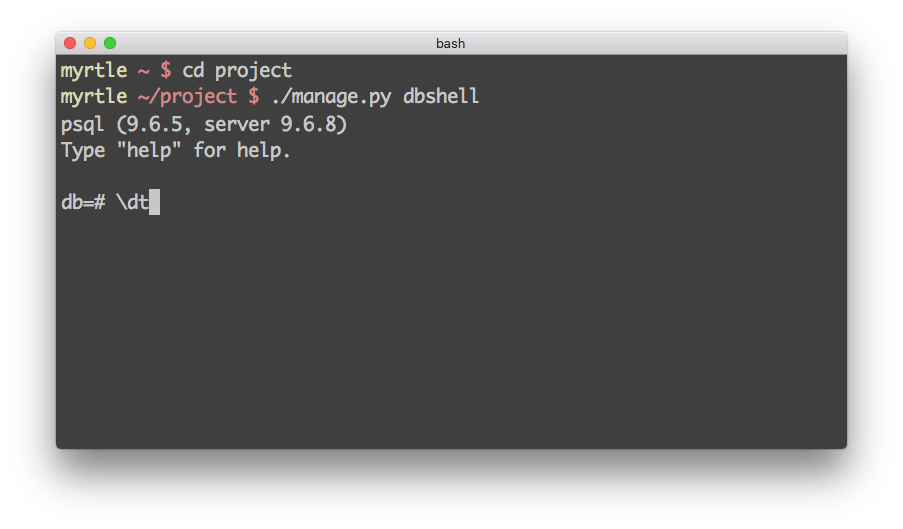 bash
myrtle ~ $ cd project
myrtle ~/project $ ./manage.py dbshell
psql (9.6.5, server 9.6.8)
Type "help" for help.
db=# \dt